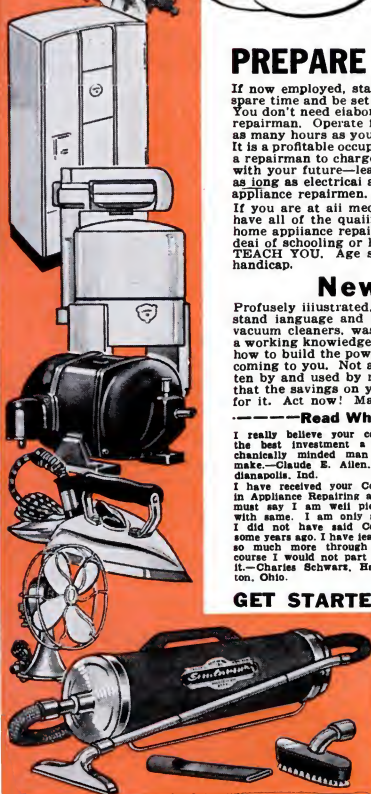 PREPARE
If now employed, sta
spare time and be set
You don't need elabor
repairman. Operate f
as many hours as you
It is a profitable occup
a repairman to charge
with your future—lea
as long as electrical a
appliance repairmen.
If you are at all mec
have all of the quali
home appliance repai
deal of schooling or h
TEACH YOU. Age s
handicap.
New
Profusely illustrated,
stand language and
vacuum cleaners, was
a working knowledge
how to build the pow
coming to you. Not a
ten by and used by r
that the savings on y
for it. Act now! Ma
------Read Wh
I really believe your co
the best investment a
chanically minded man
make.—Claude E. Allen,
dianapolis, Ind.
I have received your Co
in Appliance Repairing a
must say I am well ple
with same. I am only s
I did not have said Co
some years ago. I have lea
so much more through
course I would not part
it.—Charles Schwarz, Ha
ton, Ohio.
GET STARTE